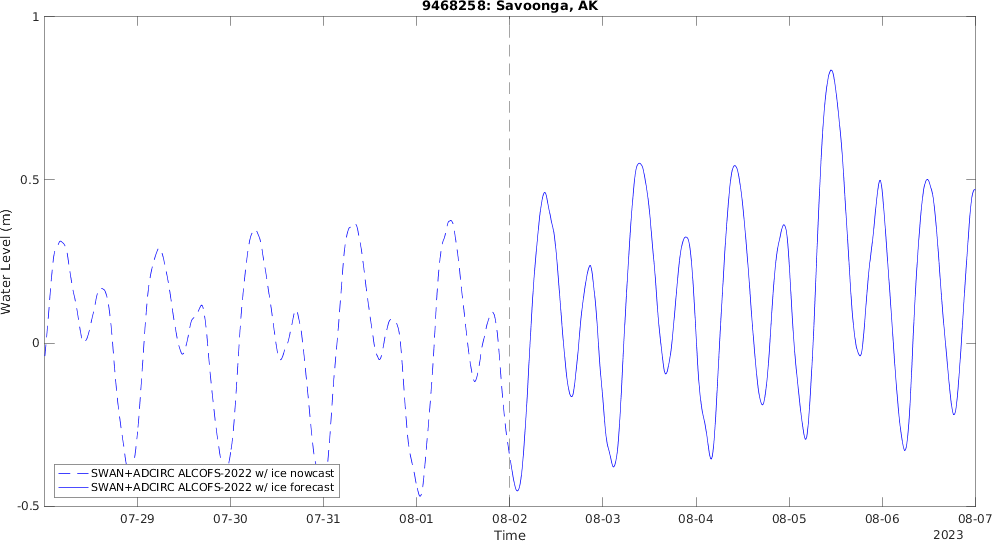 9468258: Savoonga, AK
1
0.5
0
-0.5
Water Level (m)
SWAN+ADCIRC ALCOFS-2022 w/ ice nowcast
SWAN+ADCIRC ALCOFS-2022 w/ ice forecast
07-29 07-30 07-31 08-01 08-02 08-03 08-04 08-05 08-06 08-07
Time
2023